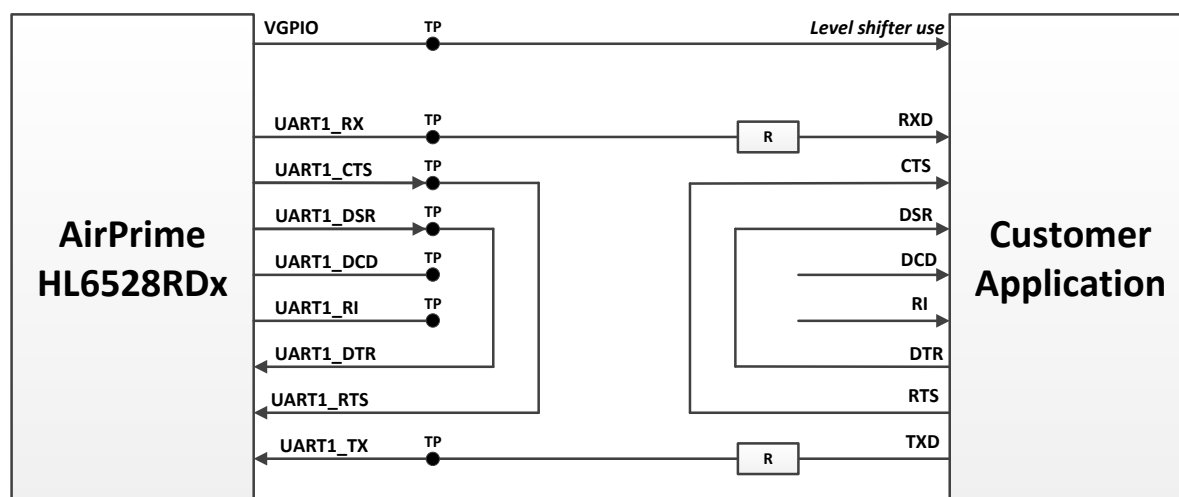 VGPIO TP Level shifter use
UART1_RX TP R RXD
UART1_CTS TP CTS
UART1_DSR TP DSR
AirPrime
HL6528RDx
Customer
Application
UART1_DCD TP DCD
UART1_RI TP RI
UART1_DTR DTR
UART1_RTS RTS
UART1_TX TP R TXD